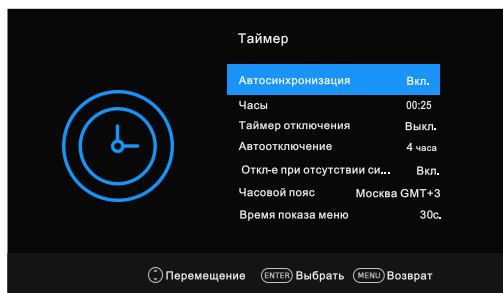 Таймер
Автосинхронизация Вкл.
Часы 00:25
Таймер отключения Выкл.
Автоотключение 4 часа
Откл-е при отсутствии си... Вкл.
Часовой пояс Москва GMT+3
Время показа меню 30с.
Перемещение ENTER Выбрать MENU Возврат